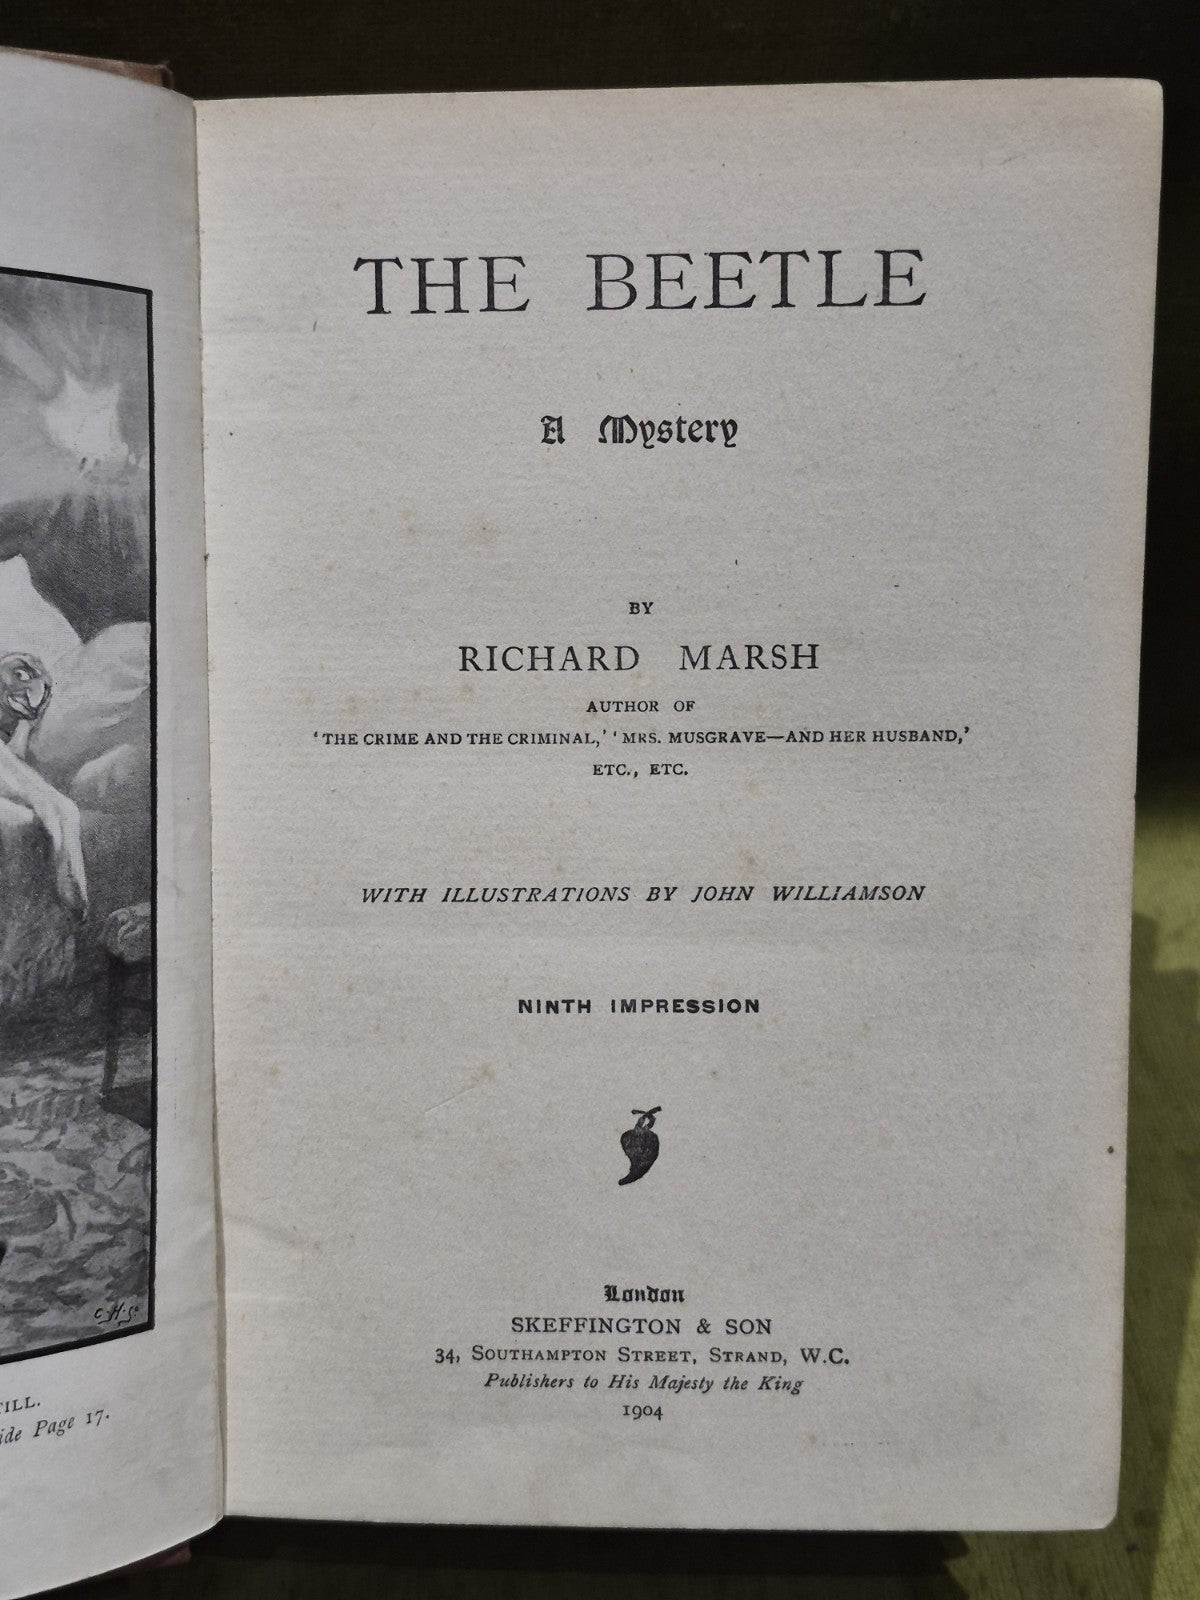 THE BEETLE
A Mystery
BY
RICHARD MARSH
AUTHOR OF
‘THE CRIME AND THE CRIMINAL,’ ‘MRS. MUSGRAVE—AND HER HUSBAND,’
ETC., ETC.
WITH ILLUSTRATIONS BY JOHN WILLIAMSON
NINTH IMPRESSION
London
SKEFFINGTON & SON
34, SOUTHAMPTON STREET, STRAND, W.C.
Publishers to His Majesty the King
1904
TILL.
ide Page 17.